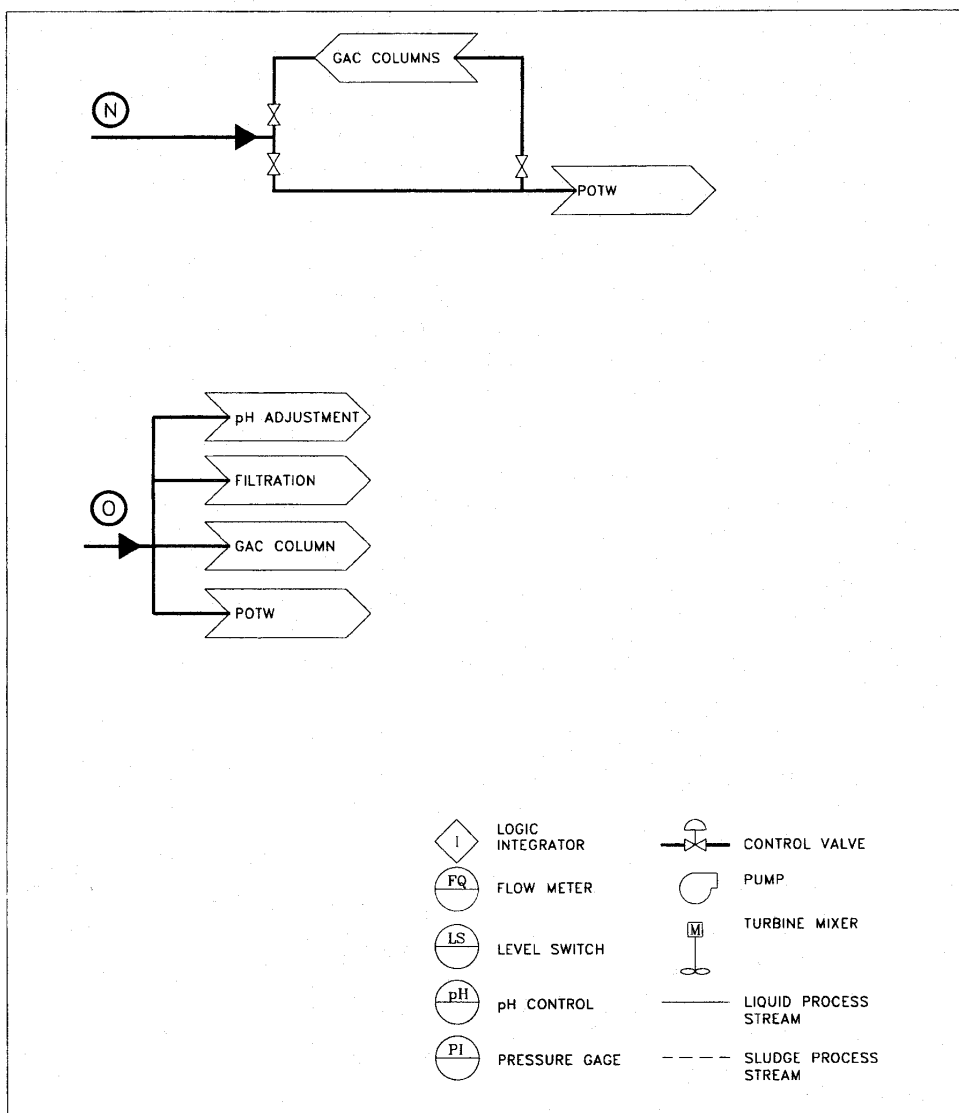 GAC COLUMNS
N
POTW
pH ADJUSTMENT
FILTRATION
O
GAC COLUMN
POTW
I
LOGIC
INTEGRATOR
FQ
FLOW METER
LS
LEVEL SWITCH
pH
pH CONTROL
PI
PRESSURE GAGE
CONTROL VALVE
PUMP
M
TURBINE MIXER
LIQUID PROCESS
STREAM
SLUDGE PROCESS
STREAM